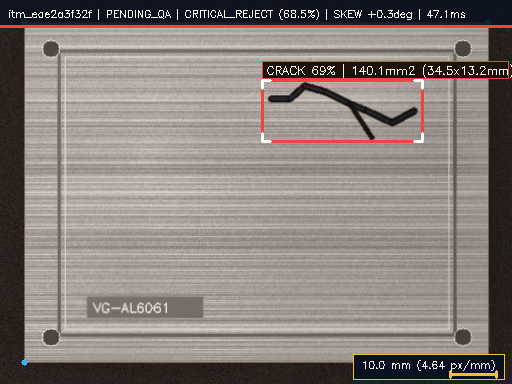 itm_eae2a3f32f | PENDING_QA | CRITICAL_REJECT (68.5%) | SKEW +0.3deg | 47.1ms
CRACK 69% | 140.1mm2 (34.5x13.2mm)
VG-AL6061
10.0 mm (4.64 px/mm)